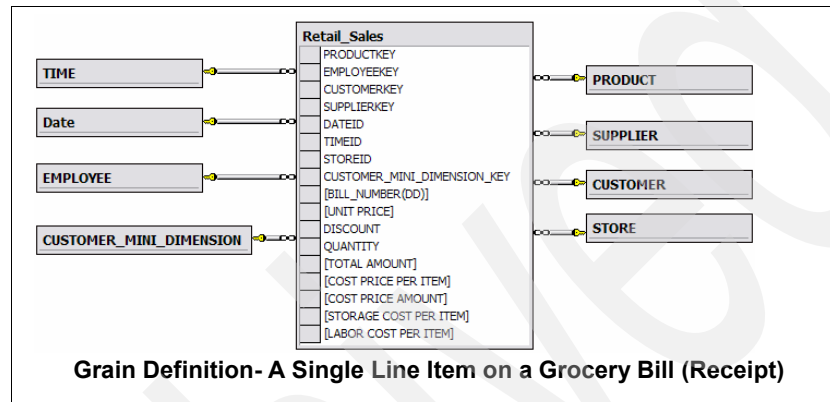 TIME
Date
EMPLOYEE
CUSTOMER_MINI_DIMENSION
Retail_Sales
PRODUCTKEY
EMPLOYEEKEY
CUSTOMERKEY
SUPPLIERKEY
DATEID
TIMEID
STOREID
CUSTOMER_MINI_DIMENSION_KEY
[BILL_NUMBER(DD)]
[UNIT PRICE]
DISCOUNT
QUANTITY
[TOTAL AMOUNT]
[COST PRICE PER ITEM]
[COST PRICE AMOUNT]
[STORAGE COST PER ITEM]
[LABOR COST PER ITEM]
PRODUCT
SUPPLIER
CUSTOMER
STORE
Grain Definition- A Single Line Item on a Grocery Bill (Receipt)